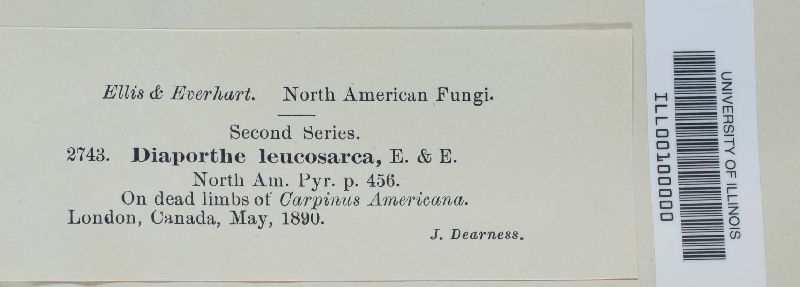 Ellis & Everhart. North American Fungi.
Second Series.
2743. Diaporthe leucosarca, E. & E.
North Am. Pyr. p. 456.
On dead limbs of Carpinus Americana.
London, Canada, May, 1890.
J. Dearness.
UNIVERSITY OF ILLINOIS
ILL00100000